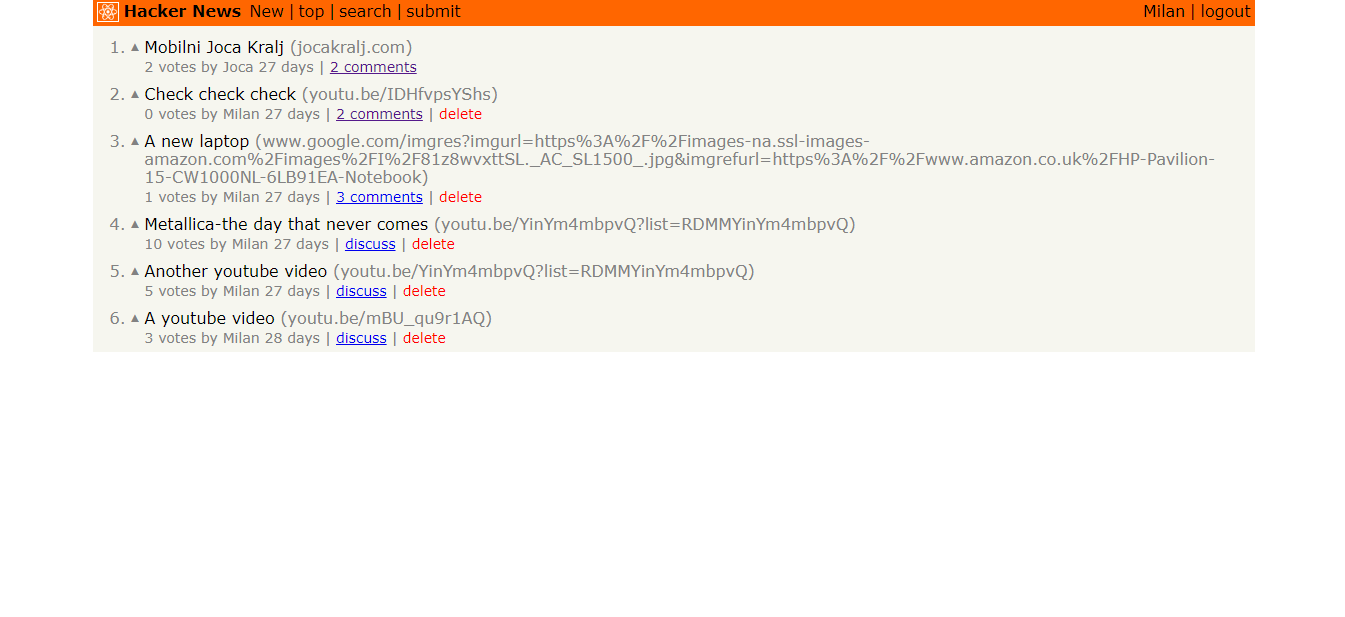 Hacker News New | top | search | submit Milan | logout
1. ▲ Mobilni Joca Kralj (jocakralj.com)
2 votes by Joca 27 days | 2 comments
2. ▲ Check check check (youtu.be/IDHfvpsYShs)
0 votes by Milan 27 days | 2 comments | delete
3. ▲ A new laptop (www.google.com/imgres?imgurl=https%3A%2F%2Fimages-na.ssl-images-
amazon.com%2Fimages%2FI%2F81z8wvxttSL._AC_SL1500_.jpg&imgrefurl=https%3A%2F%2Fwww.amazon.co.uk%2FHP-Pavilion-
15-CW1000NL-6LB91EA-Notebook)
1 votes by Milan 27 days | 3 comments | delete
4. ▲ Metallica-the day that never comes (youtu.be/YinYm4mbpvQ?list=RDMMYinYm4mbpvQ)
10 votes by Milan 27 days | discuss | delete
5. ▲ Another youtube video (youtu.be/YinYm4mbpvQ?list=RDMMYinYm4mbpvQ)
5 votes by Milan 27 days | discuss | delete
6. ▲ A youtube video (youtu.be/mBU_qu9r1AQ)
3 votes by Milan 28 days | discuss | delete